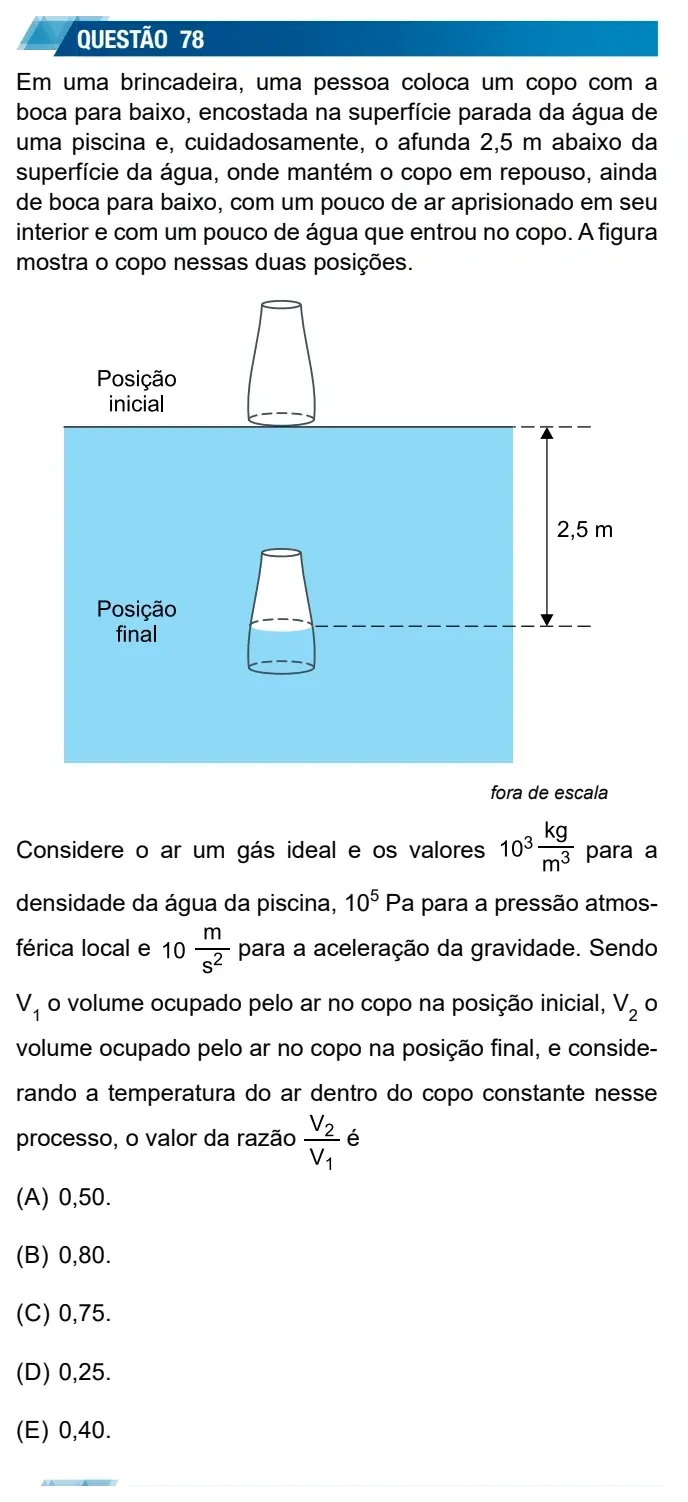 QUESTÃO 78
Em uma brincadeira, uma pessoa coloca um copo com a
boca para baixo, encostada na superfície parada da água de
uma piscina e, cuidadosamente, o afunda 2,5 m abaixo da
superfície da água, onde mantém o copo em repouso, ainda
de boca para baixo, com um pouco de ar aprisionado em seu
interior e com um pouco de água que entrou no copo. A figura
mostra o copo nessas duas posições.
Posição
inicial
2,5 m
Posição
final
fora de escala
Considere o ar um gás ideal e os valores 10³ kg/m³ para a
densidade da água da piscina, 10⁵ Pa para a pressão atmos-
férica local e 10 m/s² para a aceleração da gravidade. Sendo
V₁ o volume ocupado pelo ar no copo na posição inicial, V₂ o
volume ocupado pelo ar no copo na posição final, e conside-
rando a temperatura do ar dentro do copo constante nesse
processo, o valor da razão V₂/V₁ é
(A) 0,50.
(B) 0,80.
(C) 0,75.
(D) 0,25.
(E) 0,40.